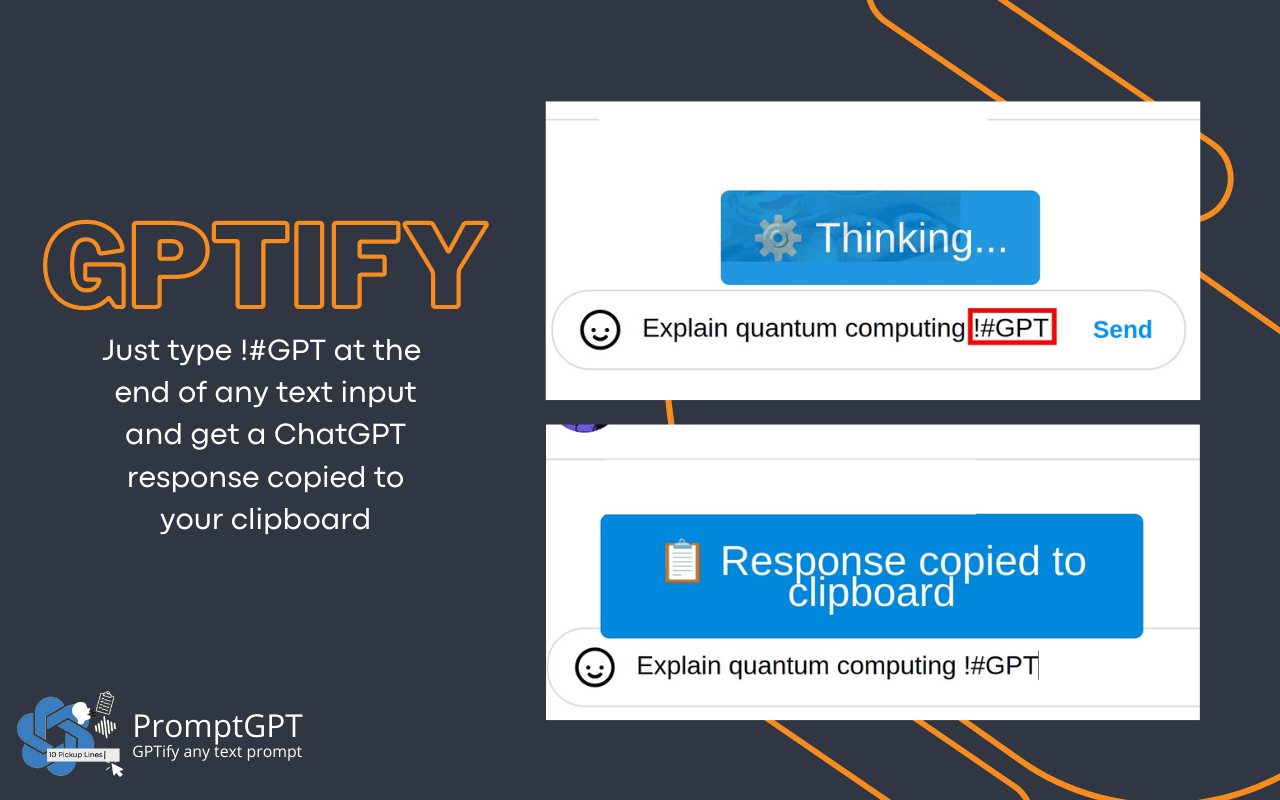 GPTIFY
Just type !#GPT at the
end of any text input
and get a ChatGPT
response copied to
your clipboard
Thinking...
Explain quantum computing !#GPT
Send
Response copied to
clipboard
Explain quantum computing !#GPT
10 Pickup Lines
PromptGPT
GPTify any text prompt